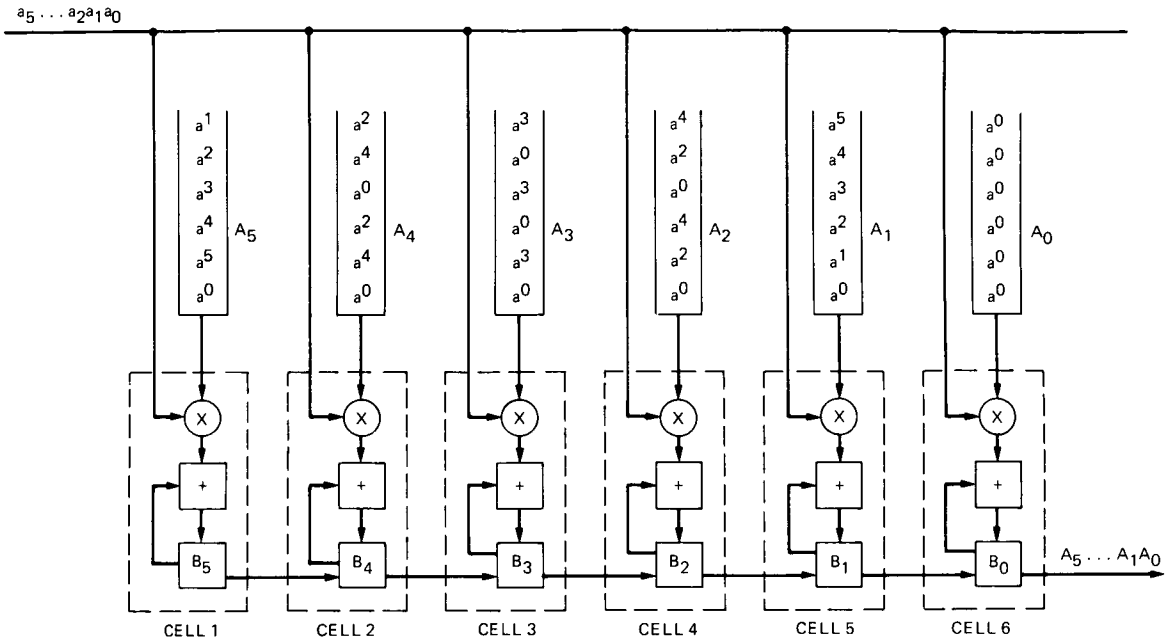 a₅ . . . a₂a₁a₀
a¹ a² a³ a⁴ a⁵ a⁰
a² a⁴ a⁰ a² a⁴ a⁰
a³ a⁰ a³ a⁰ a³ a⁰
A₅ A₄ A₃ A₂ A₁ A₀
a⁴ a² a⁰ a⁴ a² a⁰
a⁵ a⁴ a³ a² a¹ a⁰
a⁰ a⁰ a⁰ a⁰ a⁰ a⁰
X X X X X X
+ + + + + +
B₅ B₄ B₃ B₂ B₁ B₀
A₅ . . . A₁A₀
CELL 1 CELL 2 CELL 3 CELL 4 CELL 5 CELL 6